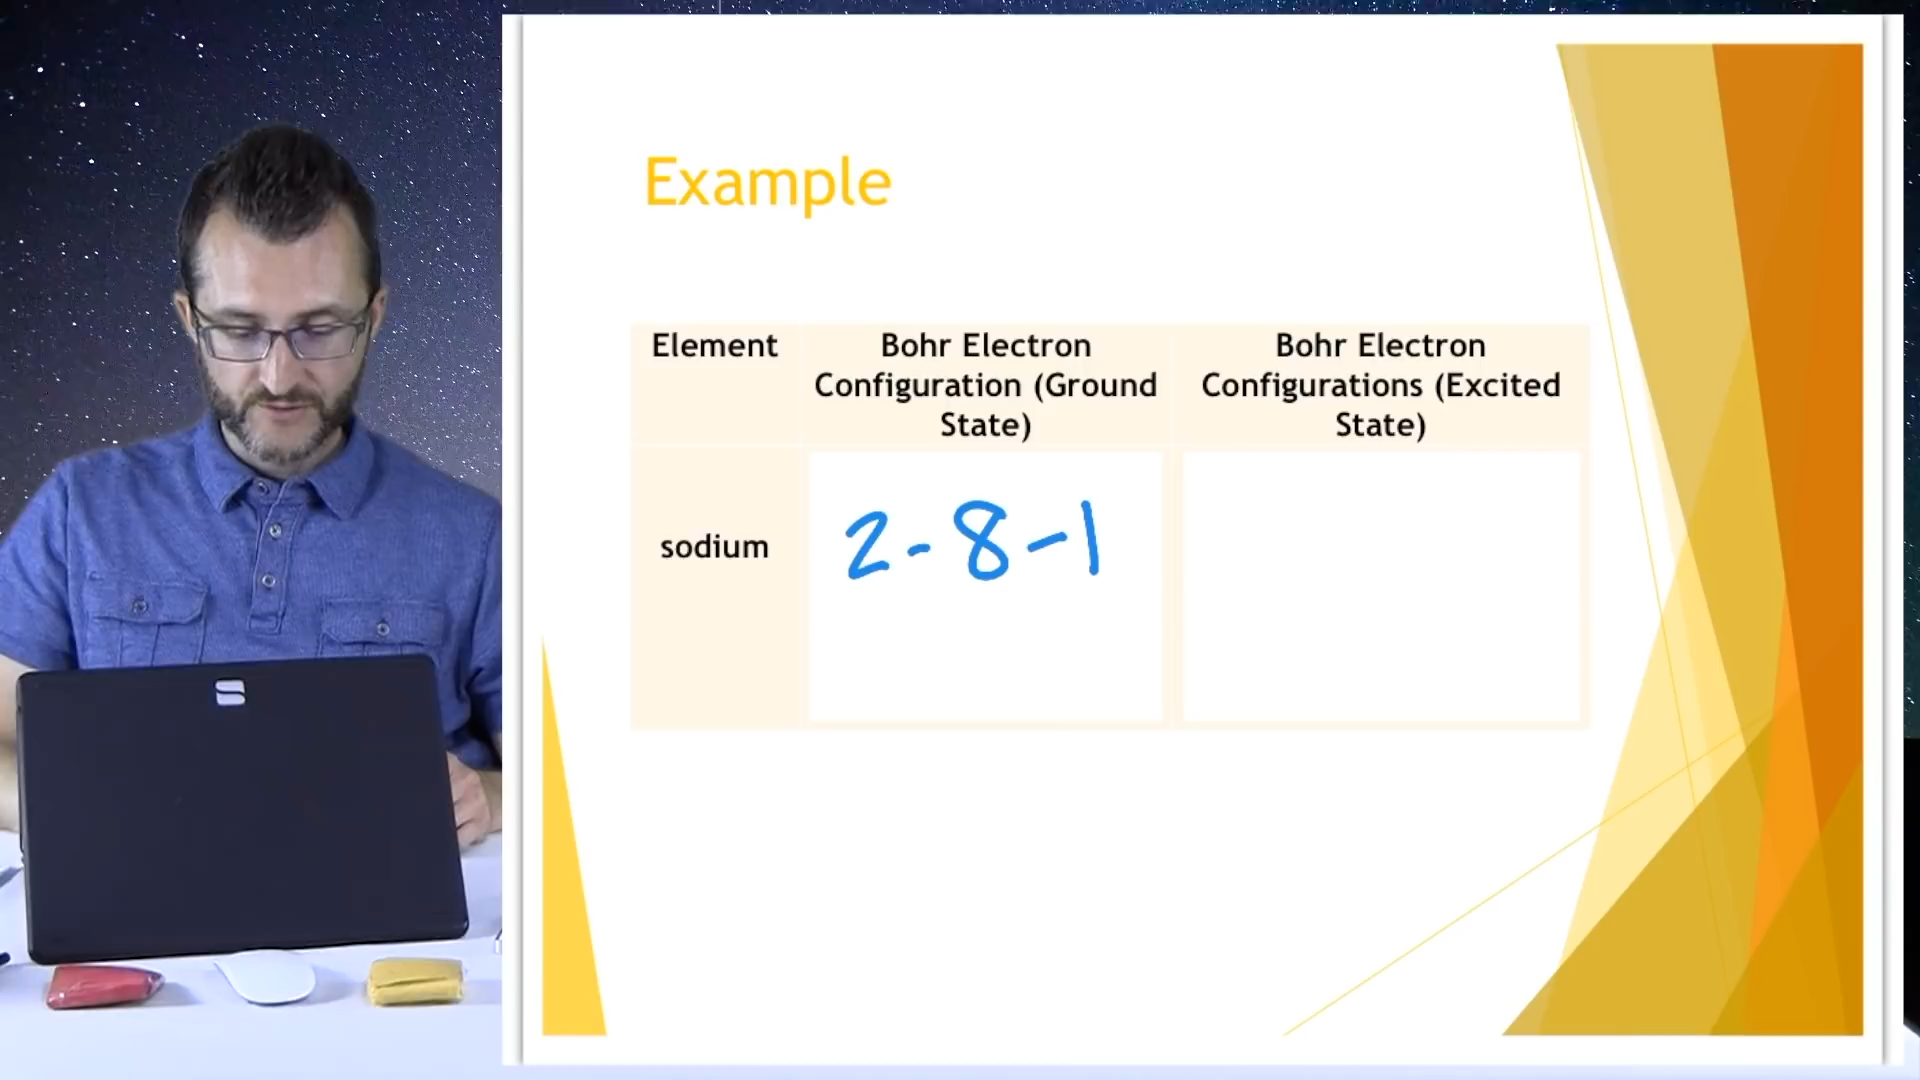 Example
Element
Bohr Electron
Configuration (Ground
State)
Bohr Electron
Configurations (Excited
State)
sodium
2-8-1